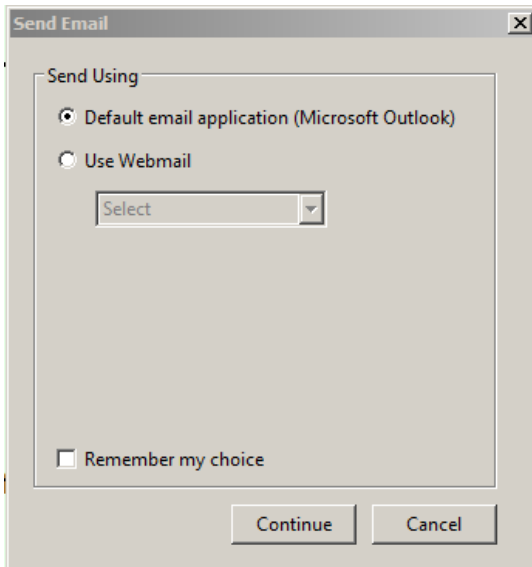 Send Email
Send Using
Default email application (Microsoft Outlook)
Use Webmail
Select
Remember my choice
Continue
Cancel